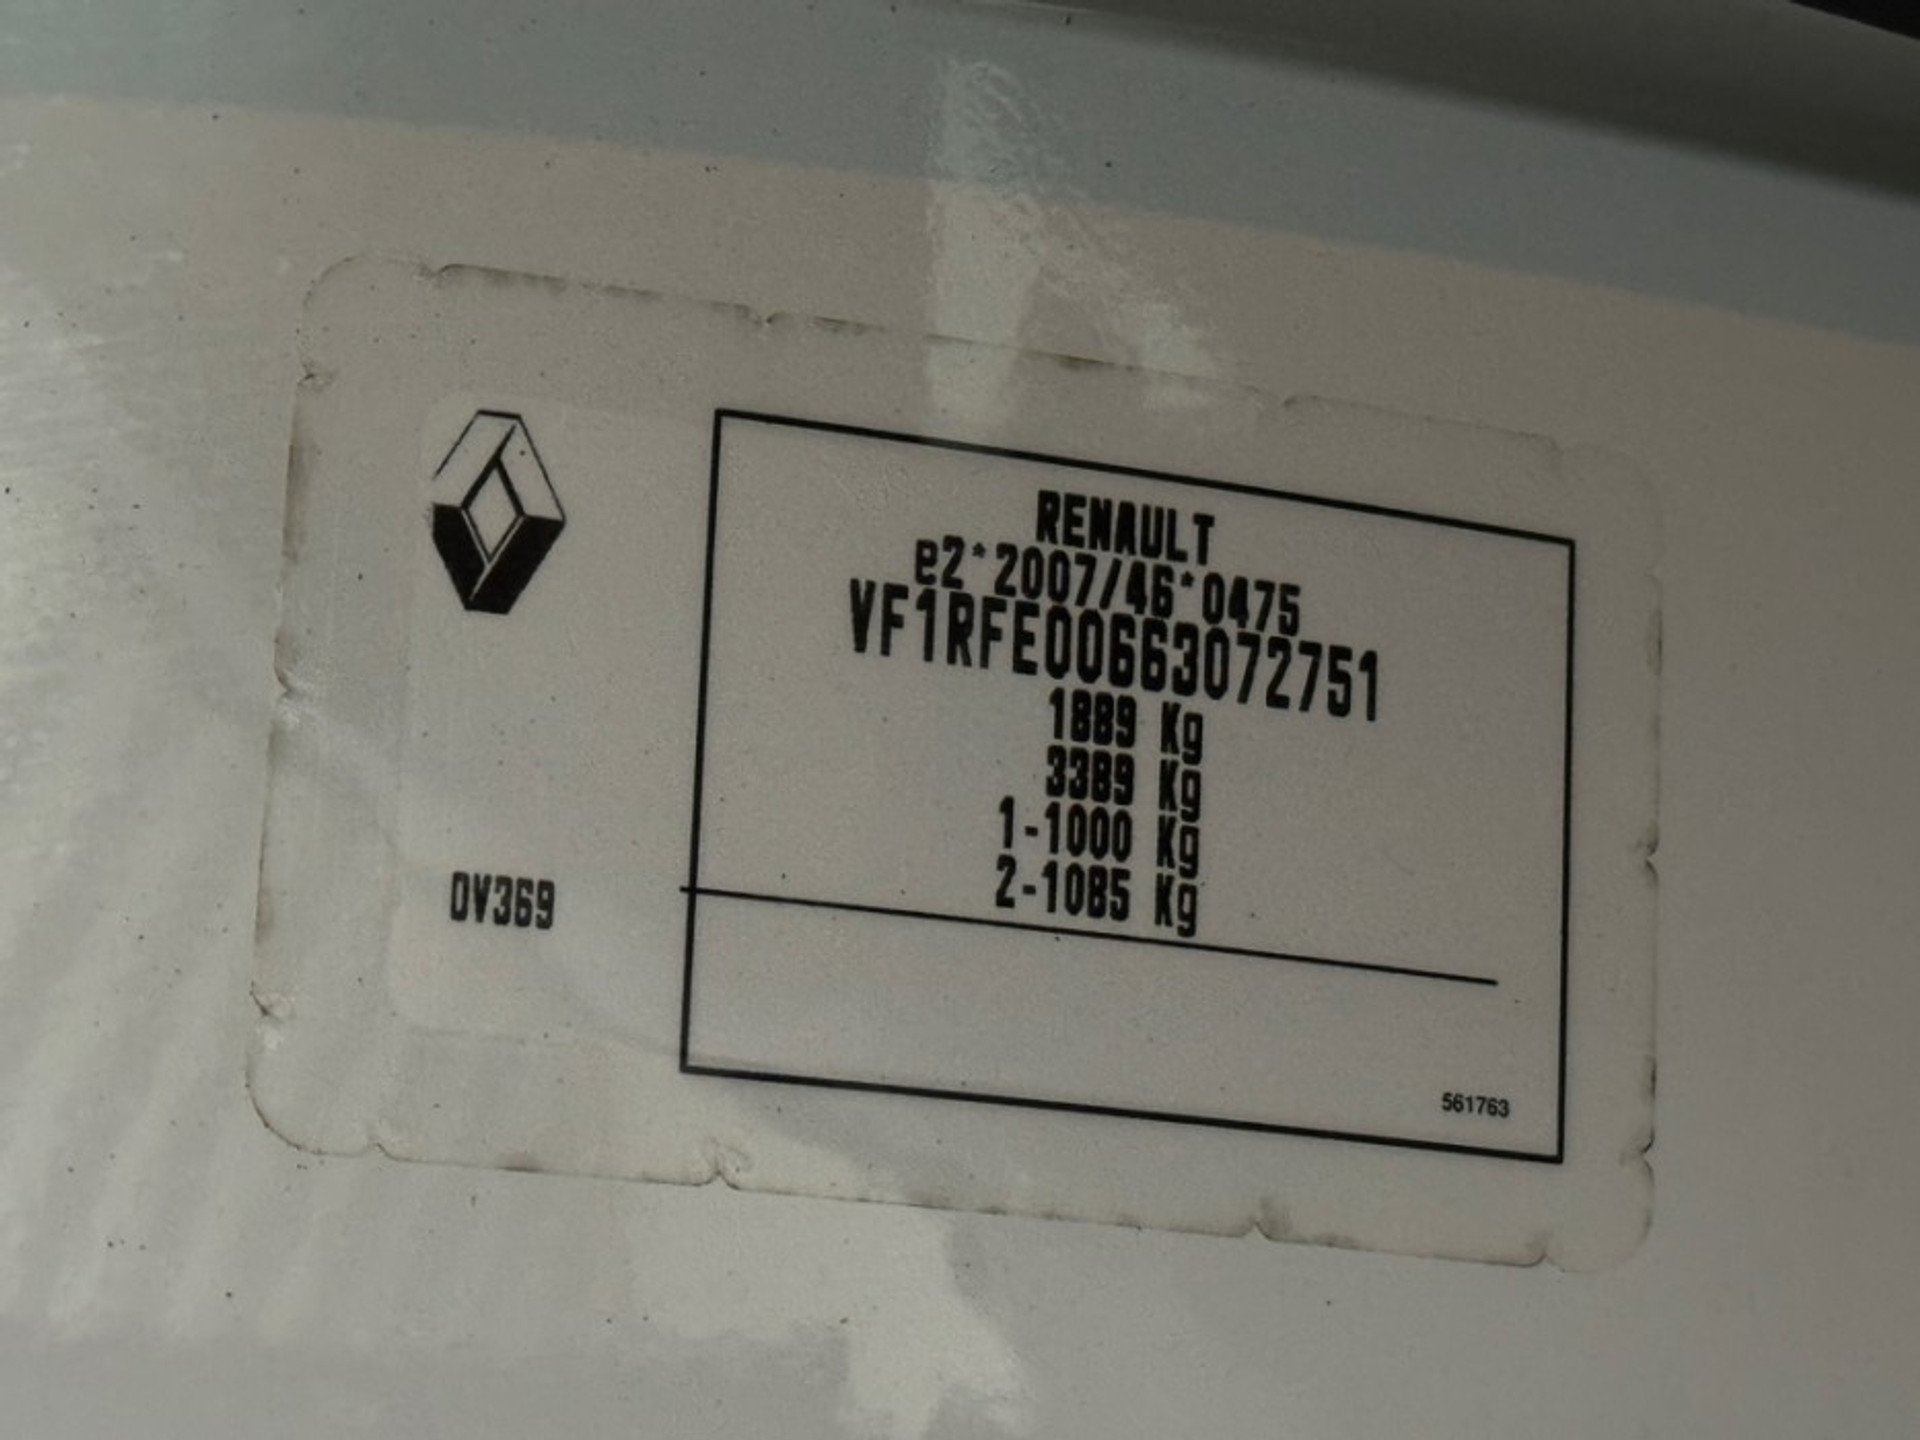 RENAULT
e2*2007/46*0475
VF1RFE00663072751
1889 Kg
3389 Kg
1-1000 Kg
2-1085 Kg
DV369
561763